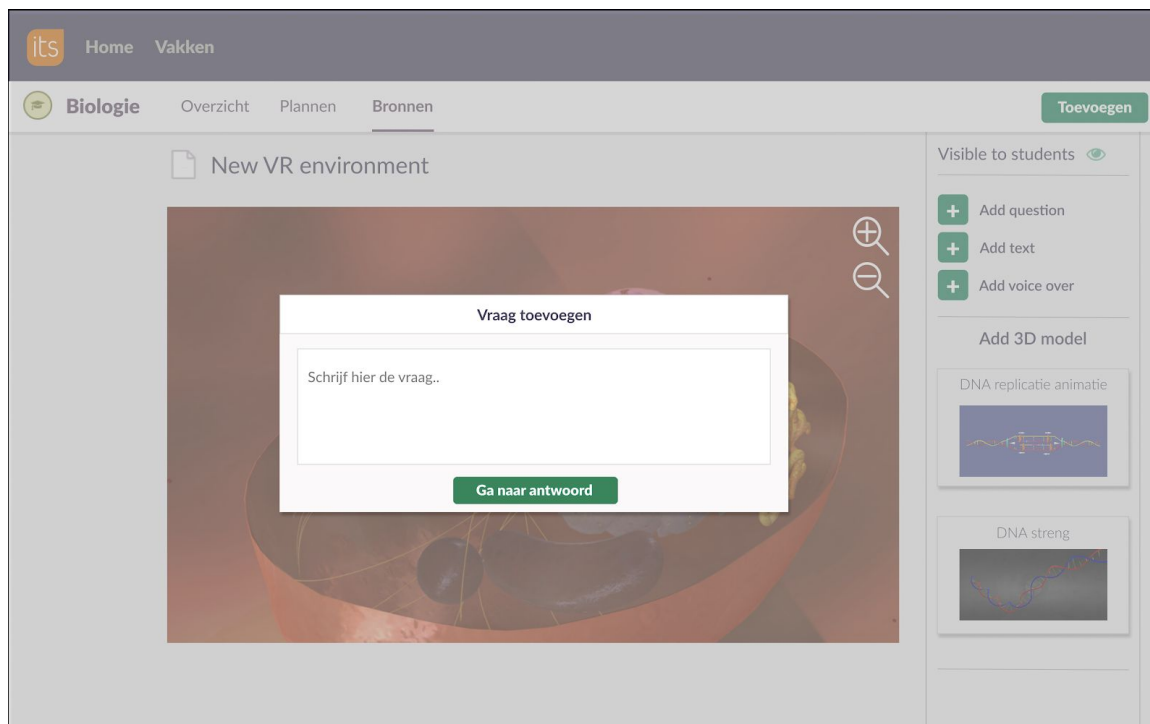 its Home Vakken
Biologie Overzicht Plannen Bronnen Toevoegen
New VR environment
Visible to students
Add question
Add text
Add voice over
Vraag toevoegen
Schrijf hier de vraag..
Ga naar antwoord
Add 3D model
DNA replicatie animatie
DNA streng